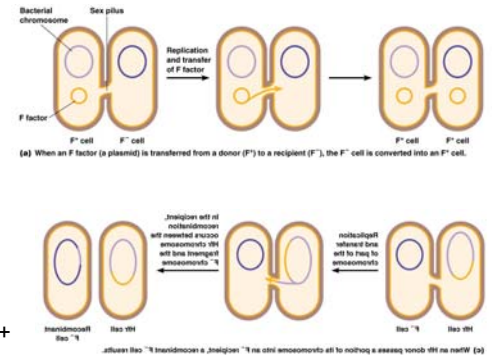 Bacterial
chromosome
Sex pilus
Replication
and transfer
of F factor
F factor
F⁺ cell
F⁻ cell
F⁺ cell
F⁺ cell
(a) When an F factor (a plasmid) is transferred from a donor (F⁺) to a recipient (F⁻), the F⁻ cell is converted into an F⁺ cell.
In the recipient,
recombination
occurs between the
Hfr chromosome
fragment and the
F⁻ chromosome
Replication
and transfer
of part of the
chromosome
+
Recombinant
F⁻ cell
Hfr cell
F⁻ cell
Hfr cell
(c) When an Hfr donor passes a portion of its chromosome into an F⁻ recipient, a recombinant F⁻ cell results.